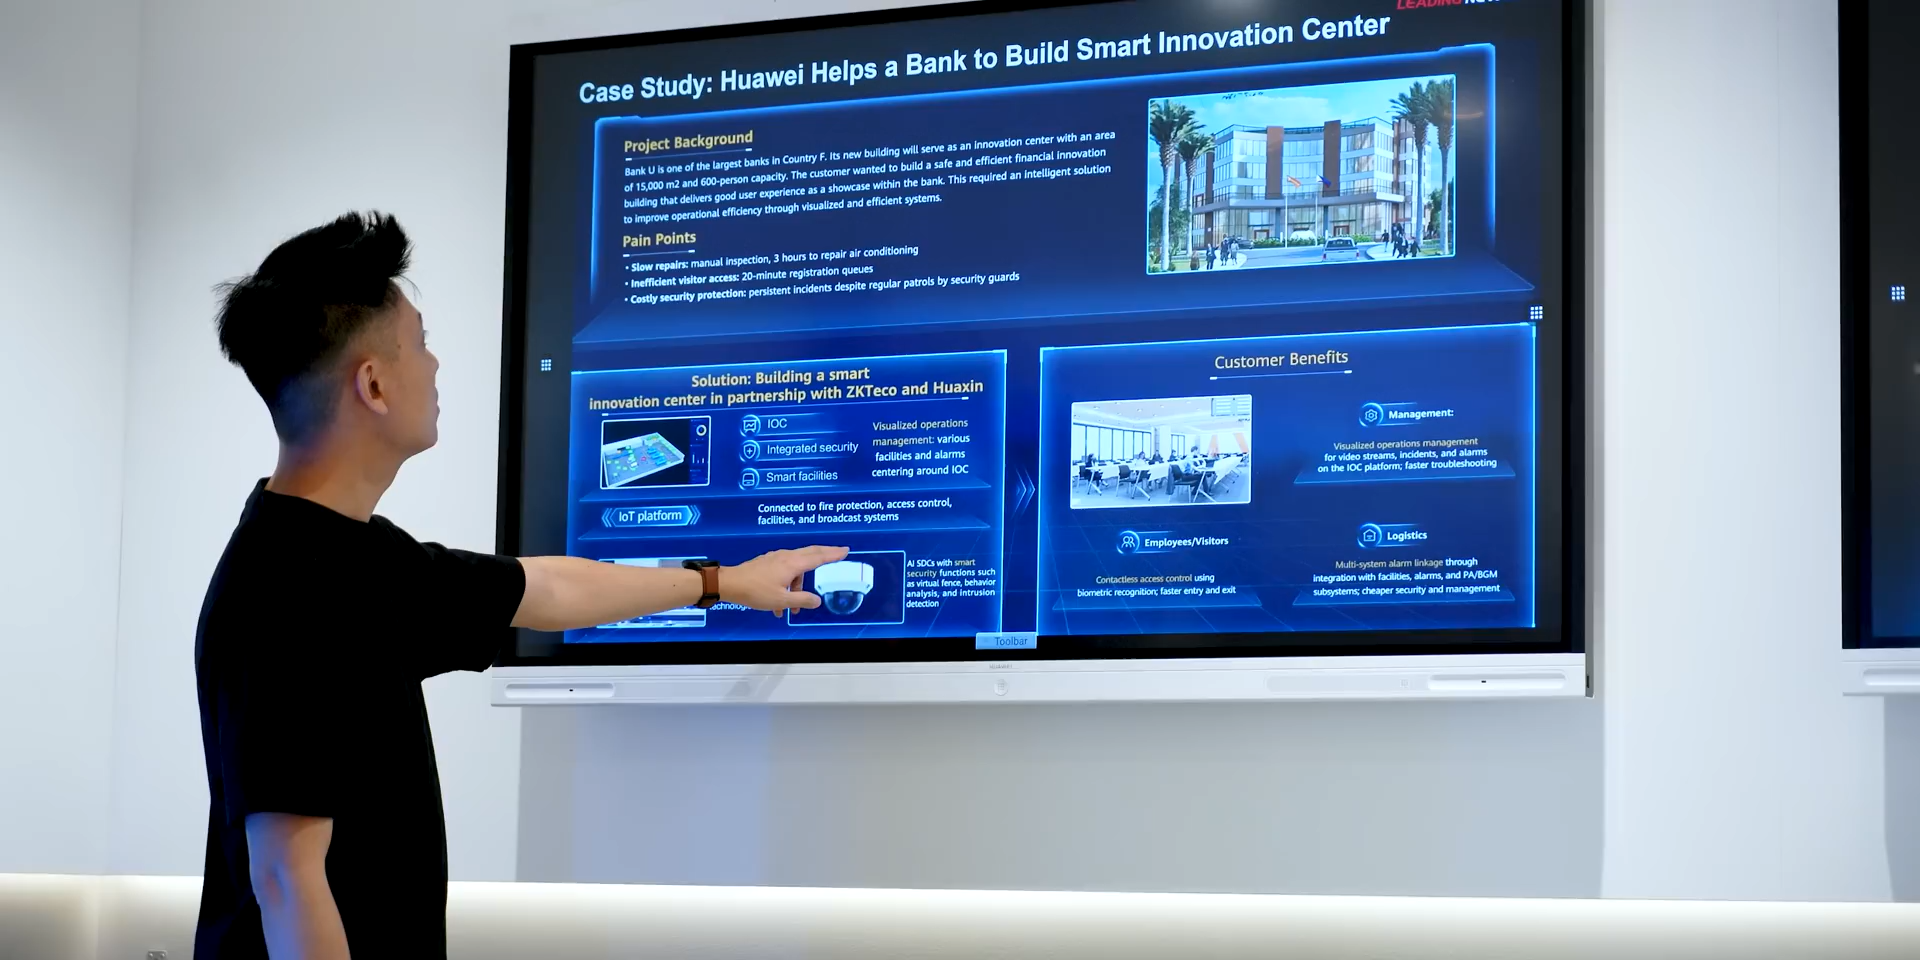 LEADING
Case Study: Huawei Helps a Bank to Build Smart Innovation Center
Project Background
Bank U is one of the largest banks in Country F. Its new building will serve as an innovation center with an area
of 15,000 m2 and 600-person capacity. The customer wanted to build a safe and efficient financial innovation
building that delivers good user experience as a showcase within the bank. This required an intelligent solution
to improve operational efficiency through visualized and efficient systems.
Pain Points
• Slow repairs: manual inspection, 3 hours to repair air conditioning
• Inefficient visitor access: 20-minute registration queues
• Costly security protection: persistent incidents despite regular patrols by security guards
Solution: Building a smart
innovation center in partnership with ZKTeco and Huaxin
IOC
Integrated security
Smart facilities
Visualized operations
management: various
facilities and alarms
centering around IOC
IoT platform
Connected to fire protection, access control,
facilities, and broadcast systems
AI SDCs with smart
security functions such
as virtual fence, behavior
analysis, and intrusion
detection
Customer Benefits
Management:
Visualized operations management
for video streams, incidents, and alarms
on the IOC platform; faster troubleshooting
Employees/Visitors
Contactless access control using
biometric recognition; faster entry and exit
Logistics
Multi-system alarm linkage through
integration with facilities, alarms, and PA/BGM
subsystems; cheaper security and management
Toolbar
HUAWEI